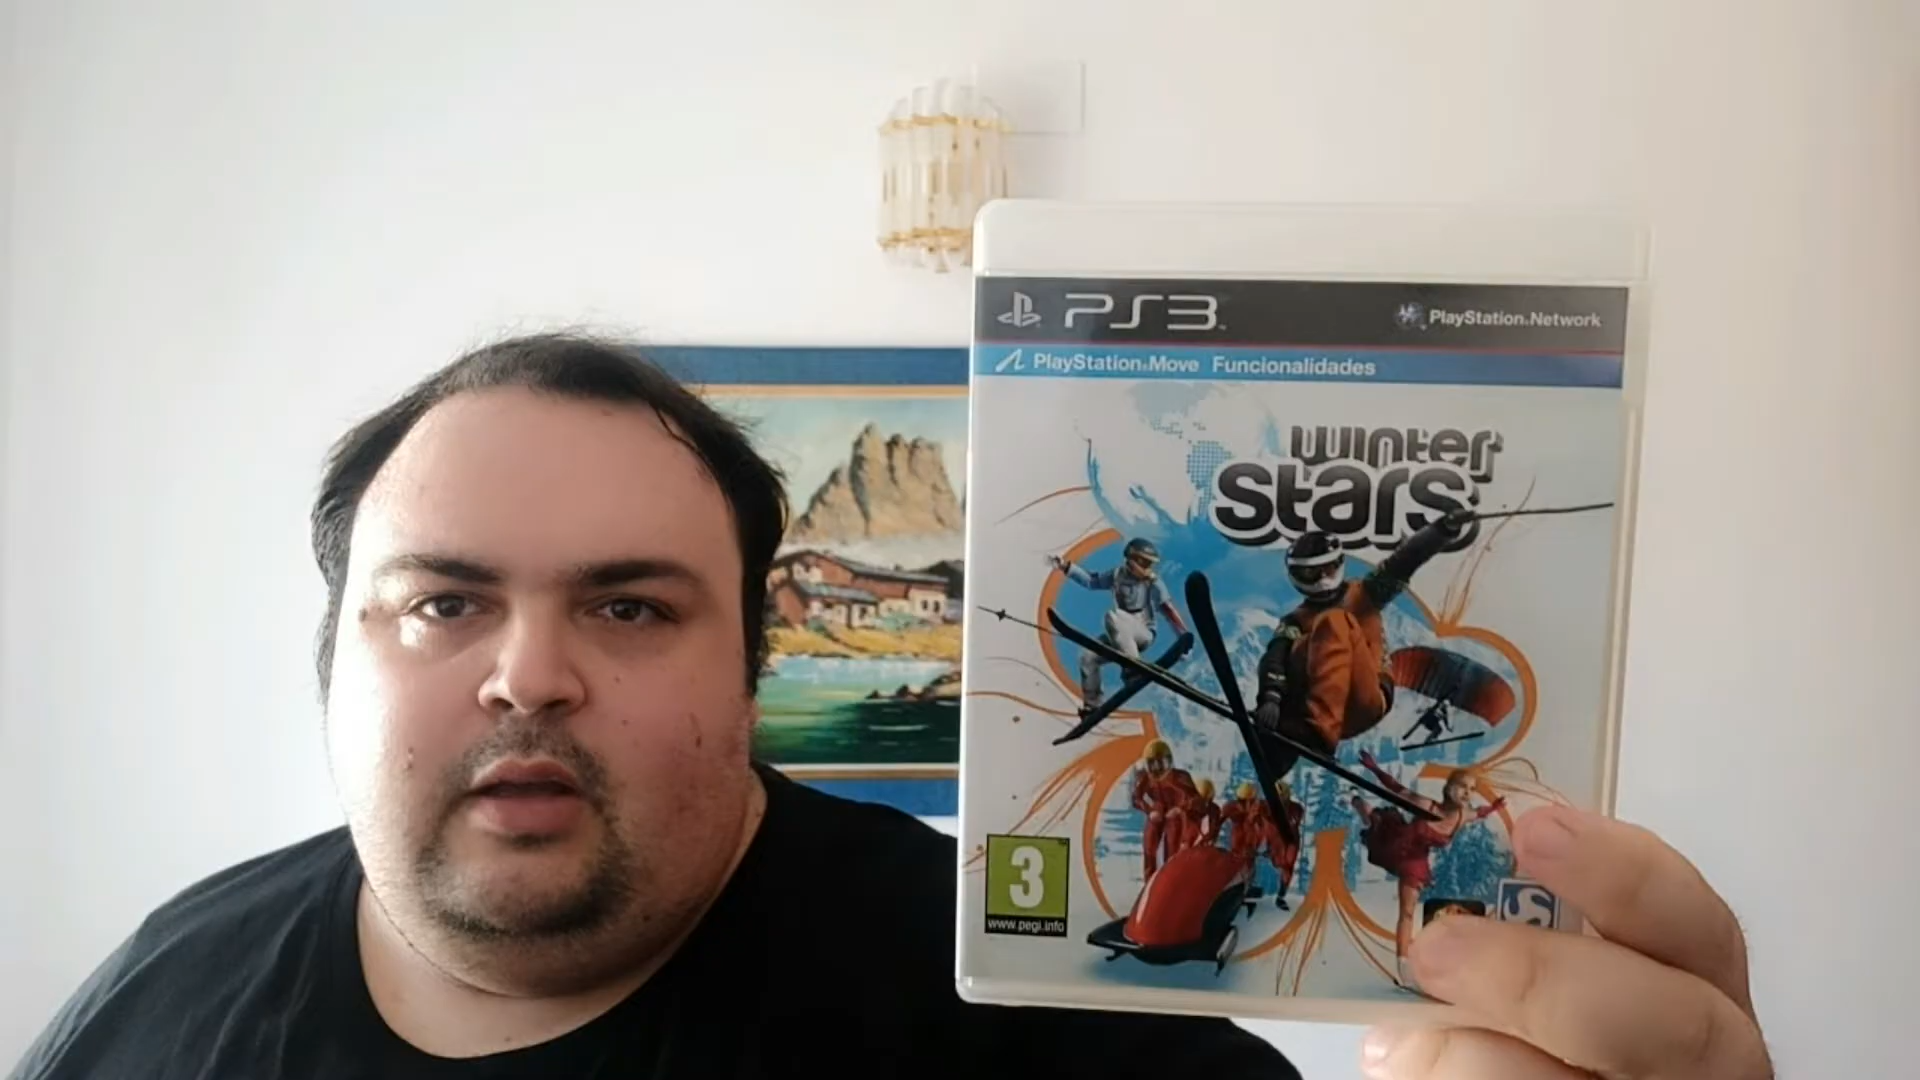 PS3
PlayStation®Network
PlayStation®Move Funcionalidades
winter
stars
3
www.pegi.info